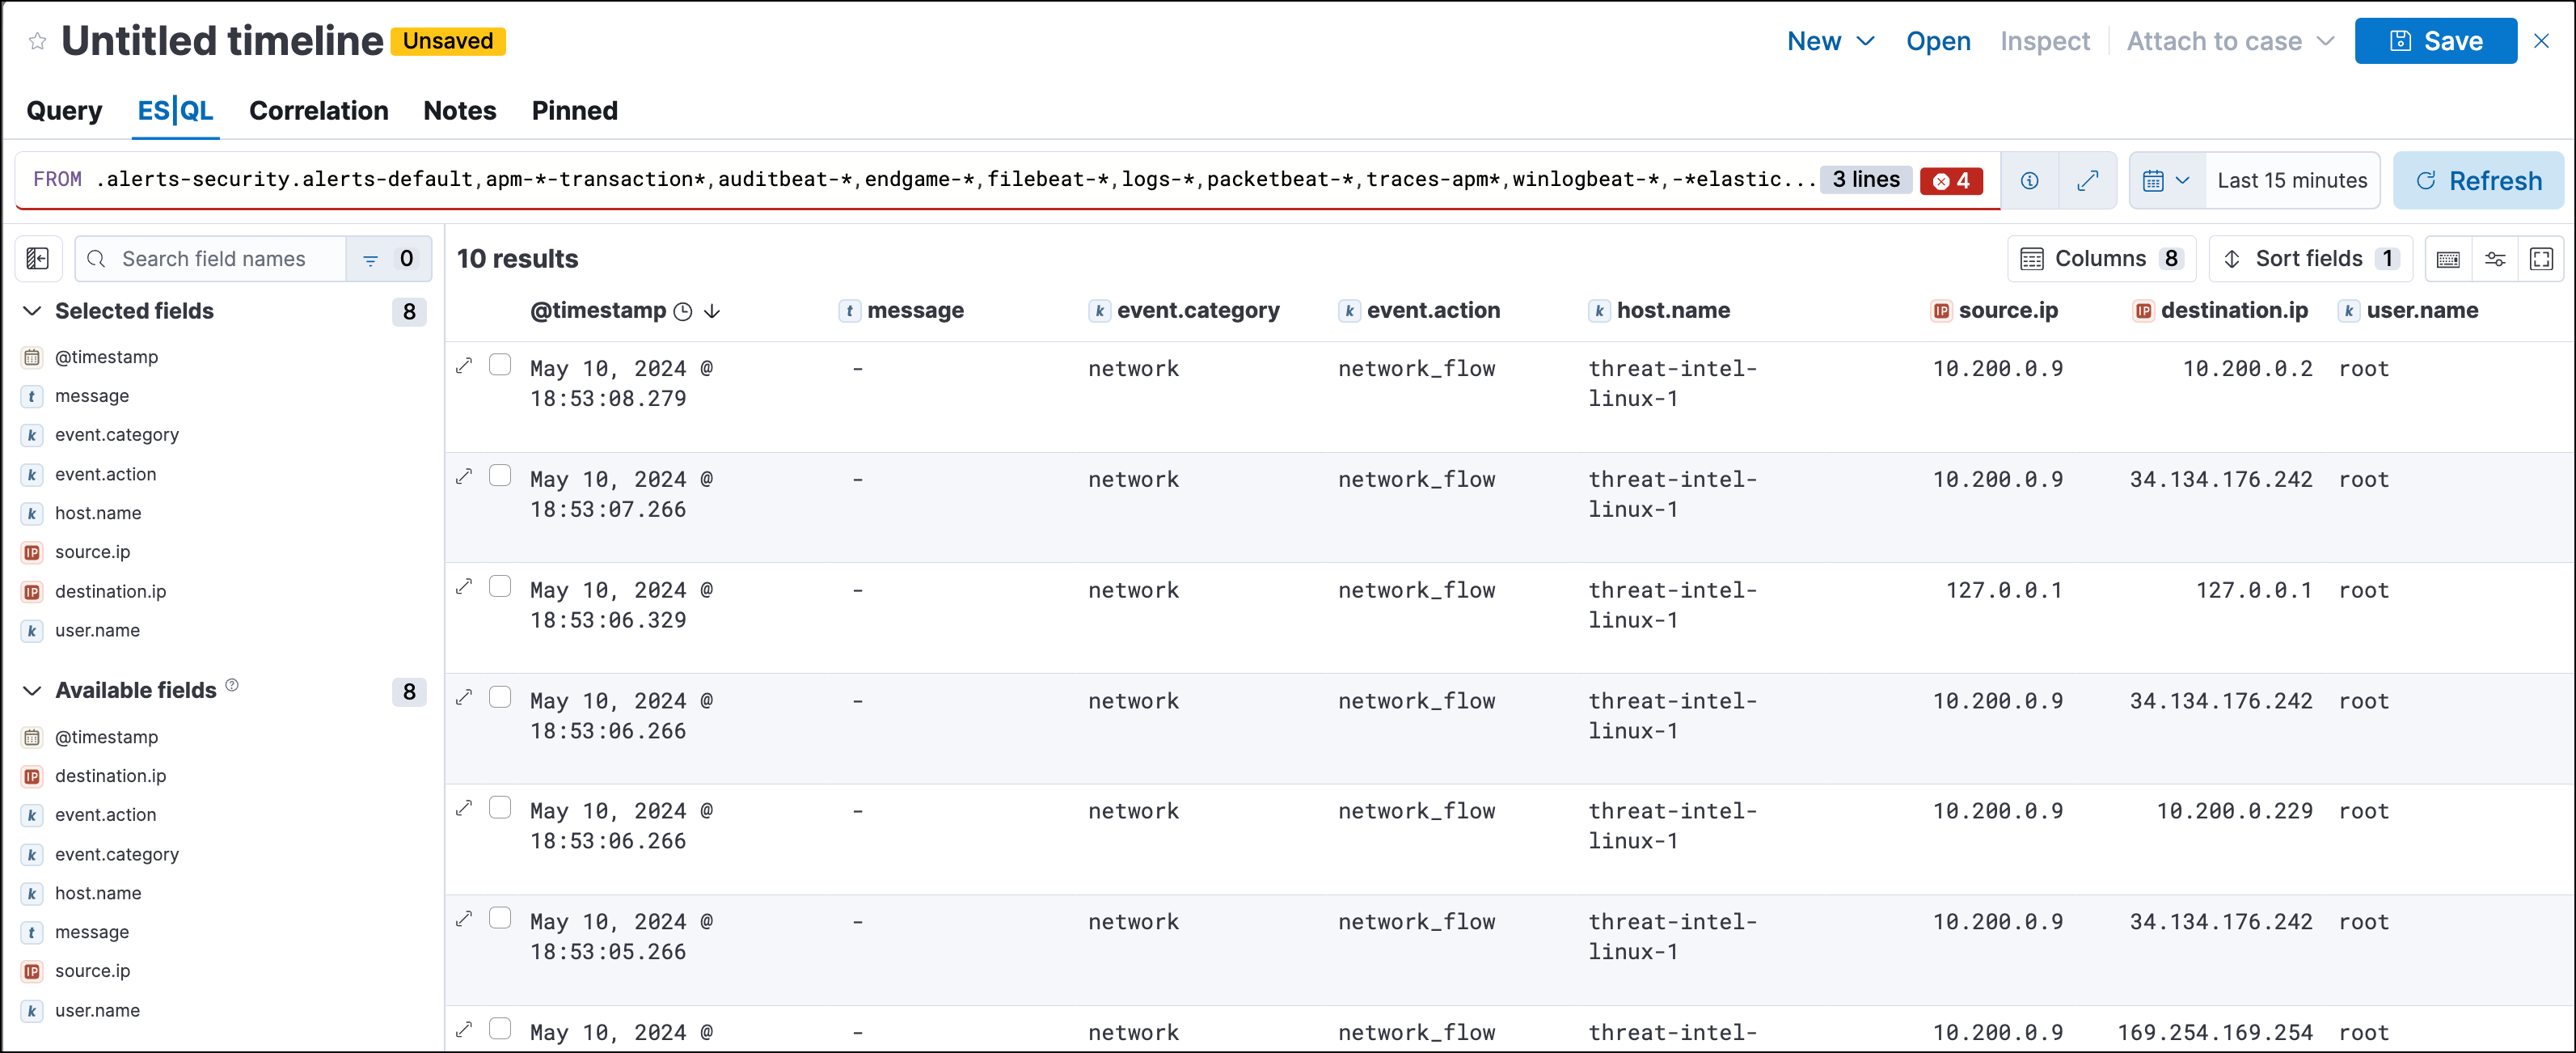 Untitled timeline Unsaved New Open Inspect Attach to case Save
Query ES|QL Correlation Notes Pinned
FROM .alerts-security.alerts-default,apm-*-transaction*,auditbeat-*,endgame-*,filebeat-*,logs-*,packetbeat-*,traces-apm*,winlogbeat-*,-*elastic... 3 lines 4 Last 15 minutes Refresh
Search field names 0 10 results Columns 8 Sort fields 1
Selected fields 8
@timestamp
t message
k event.category
k event.action
k host.name
IP source.ip
IP destination.ip
k user.name
Available fields 8
@timestamp
IP destination.ip
k event.action
k event.category
k host.name
t message
IP source.ip
k user.name
@timestamp t message k event.category k event.action k host.name IP source.ip IP destination.ip k user.name
May 10, 2024 @ - network network_flow threat-intel- 10.200.0.9 10.200.0.2 root
18:53:08.279 linux-1
May 10, 2024 @ - network network_flow threat-intel- 10.200.0.9 34.134.176.242 root
18:53:07.266 linux-1
May 10, 2024 @ - network network_flow threat-intel- 127.0.0.1 127.0.0.1 root
18:53:06.329 linux-1
May 10, 2024 @ - network network_flow threat-intel- 10.200.0.9 34.134.176.242 root
18:53:06.266 linux-1
May 10, 2024 @ - network network_flow threat-intel- 10.200.0.9 10.200.0.229 root
18:53:06.266 linux-1
May 10, 2024 @ - network network_flow threat-intel- 10.200.0.9 34.134.176.242 root
18:53:05.266 linux-1
May 10, 2024 @ - network network_flow threat-intel- 10.200.0.9 169.254.169.254 root